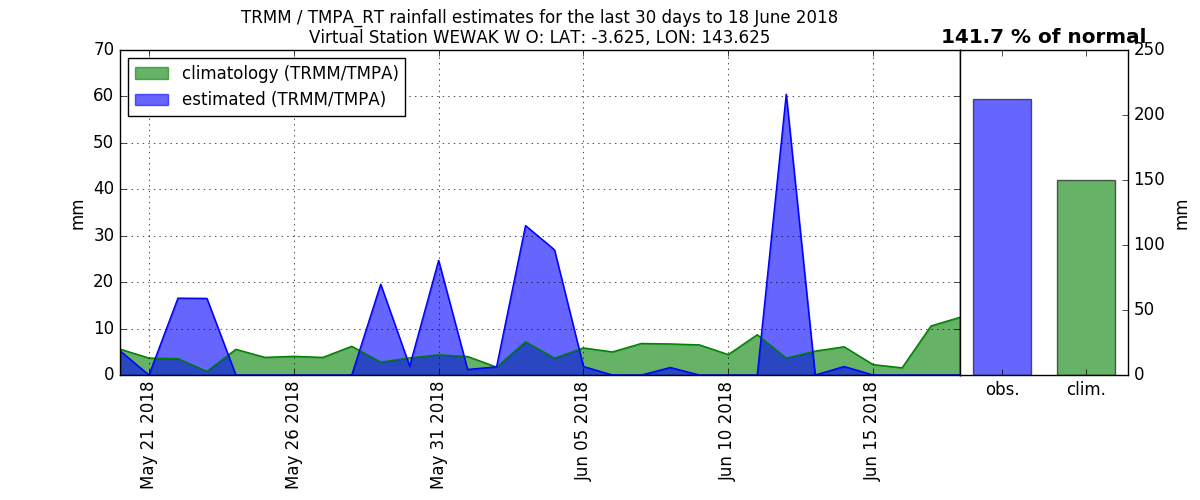 TRMM / TMPA_RT rainfall estimates for the last 30 days to 18 June 2018
Virtual Station WEWAK W O: LAT: -3.625, LON: 143.625
141.7 % of normal
climatology (TRMM/TMPA)
estimated (TRMM/TMPA)
70
60
50
40
30
20
10
0
mm
May 21 2018
May 26 2018
May 31 2018
Jun 05 2018
Jun 10 2018
Jun 15 2018
250
200
150
100
50
0
mm
obs.
clim.